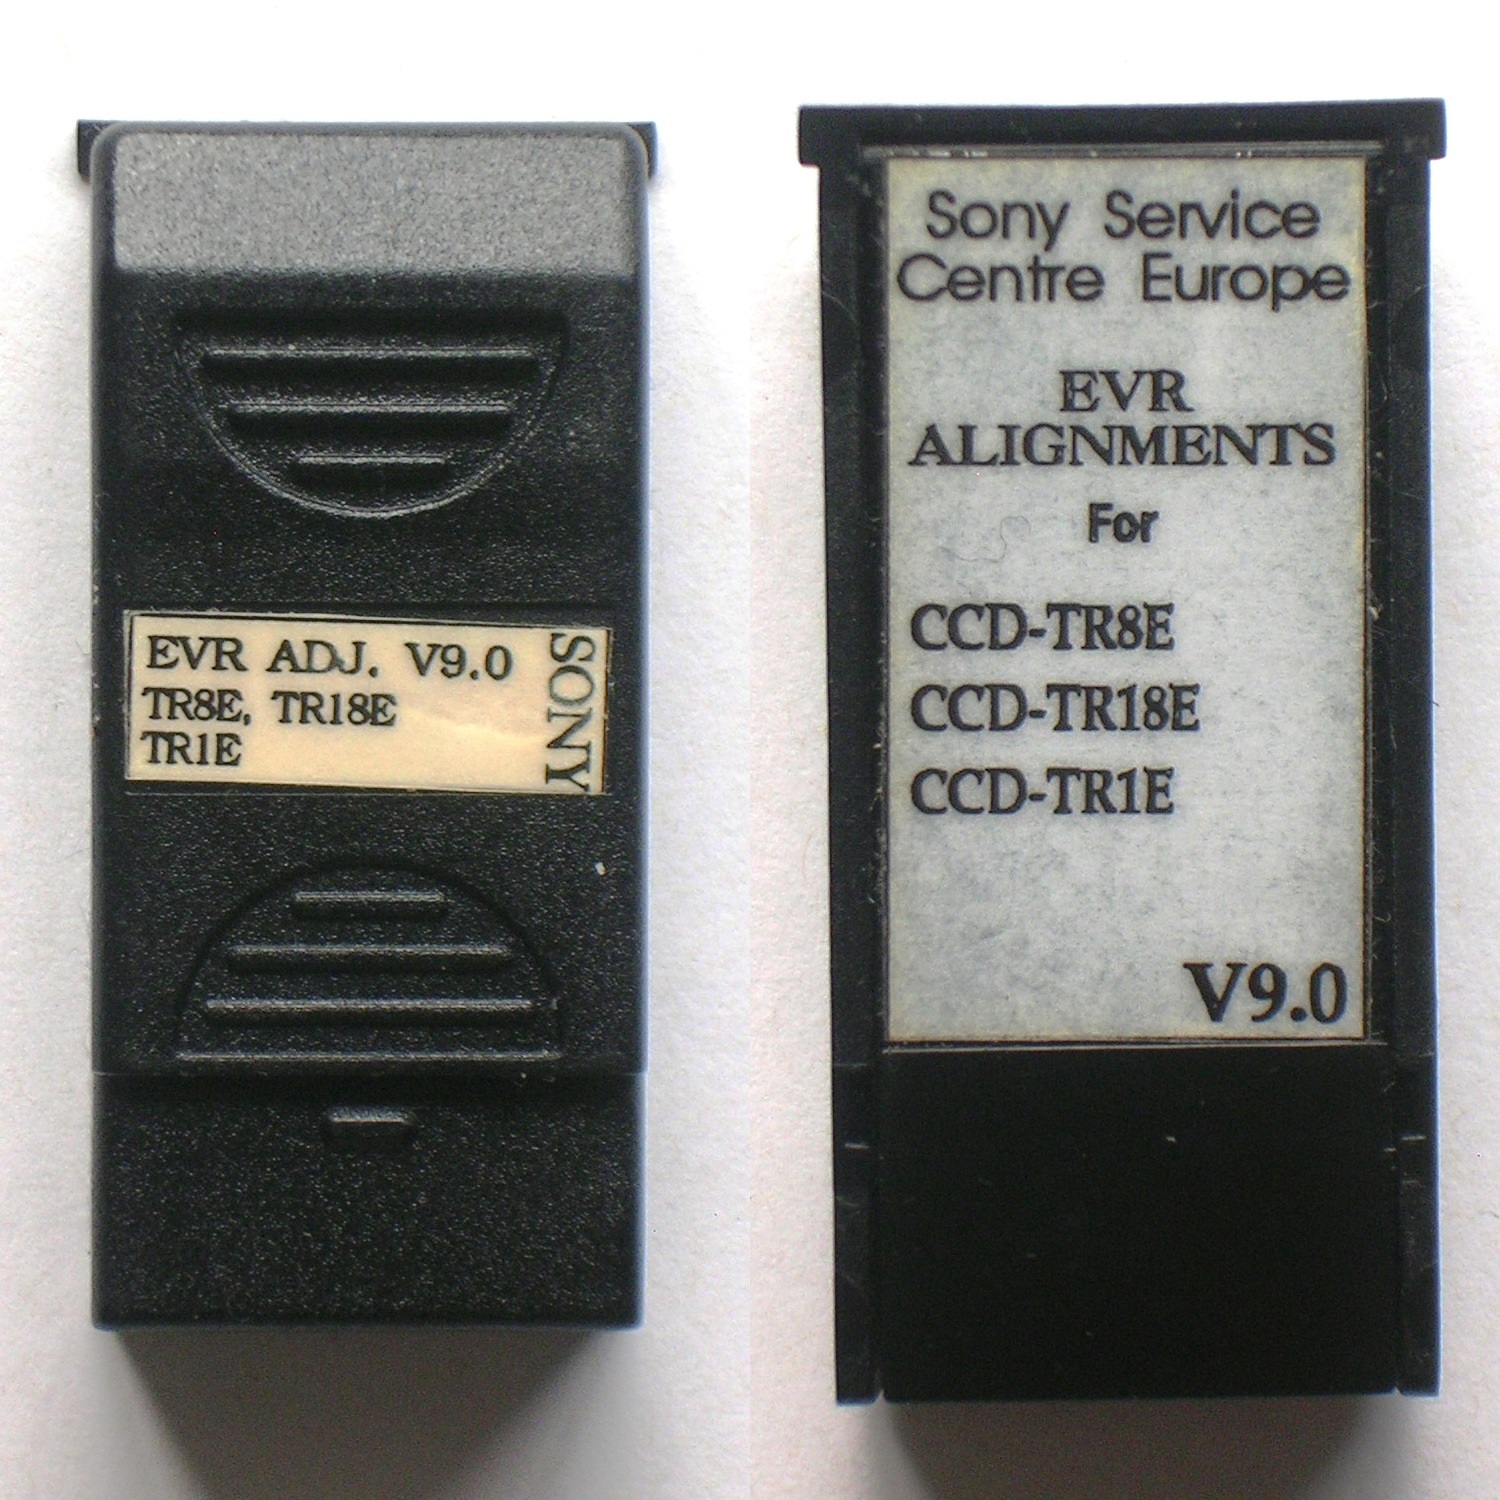 EVR ADJ. V9.0
TR8E, TR18E
TR1E
SONY
Sony Service
Centre Europe
EVR
ALIGNMENTS
For
CCD-TR8E
CCD-TR18E
CCD-TR1E
V9.0